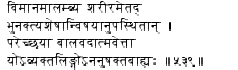 विमानमालम्ब्य शरीरमेतद्
भुनक्त्यशेषान्विषयानुपस्थितान् ।
परेच्छया बालवदात्मवेत्ता
योऽव्यक्तलिङ्गोऽननुषक्तबाह्यः ॥ ५३९ ॥